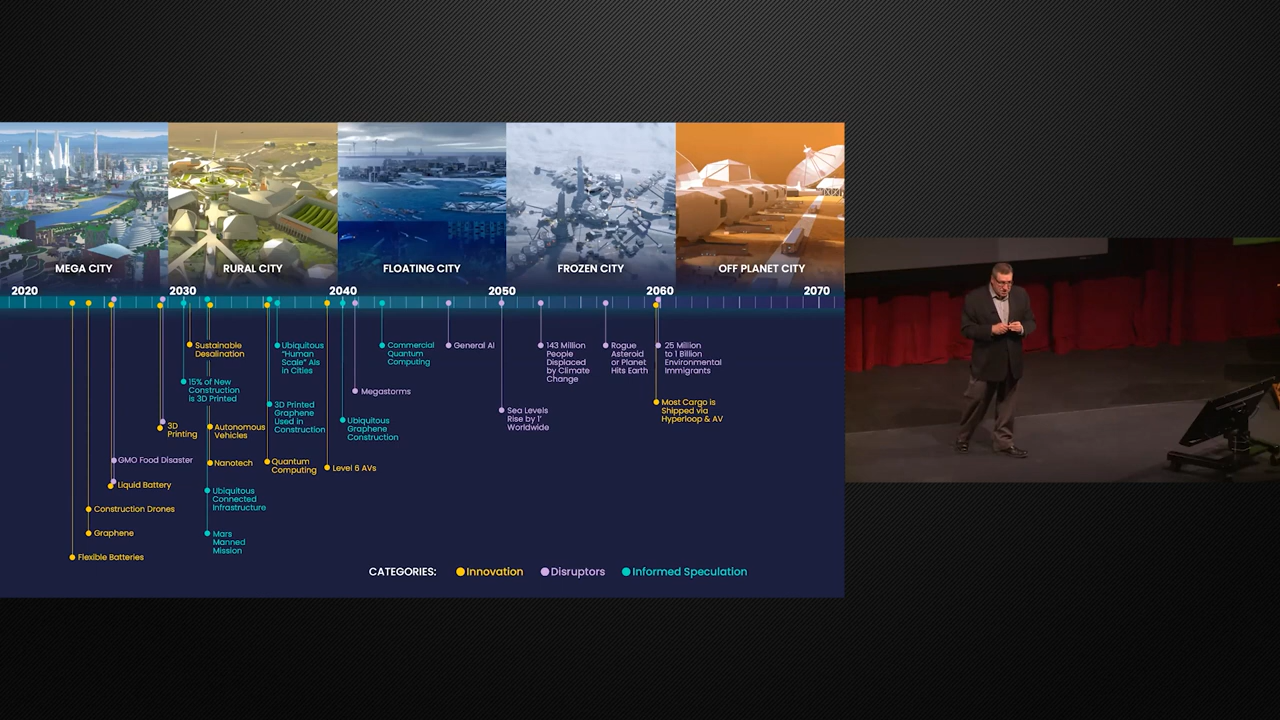 MEGA CITY
RURAL CITY
FLOATING CITY
FROZEN CITY
OFF PLANET CITY
2020
2030
2040
2050
2060
2070
Sustainable
Desalination
Ubiquitous
"Human
Scale" Ais
in Cities
Commercial
Quantum
Computing
General AI
143 Million
People
Displaced
by Climate
Change
Rogue
Asteroid
or Planet
Hits Earth
25 Million
to 1 Billion
Environmental
Immigrants
15% of New
Construction
is 3D Printed
Megastorms
3D Printed
Graphene
Used in
Construction
Sea Levels
Rise by 1'
Worldwide
Most Cargo is
Shipped via
Hyperloop & AV
3D
Printing
Autonomous
Vehicles
Ubiquitous
Graphene
Construction
GMO Food Disaster
Nanotech
Quantum
Computing
Level 6 AVs
Liquid Battery
Ubiquitous
Connected
Infrastructure
Construction Drones
Graphene
Mars
Manned
Mission
Flexible Batteries
CATEGORIES: Innovation Disruptors Informed Speculation